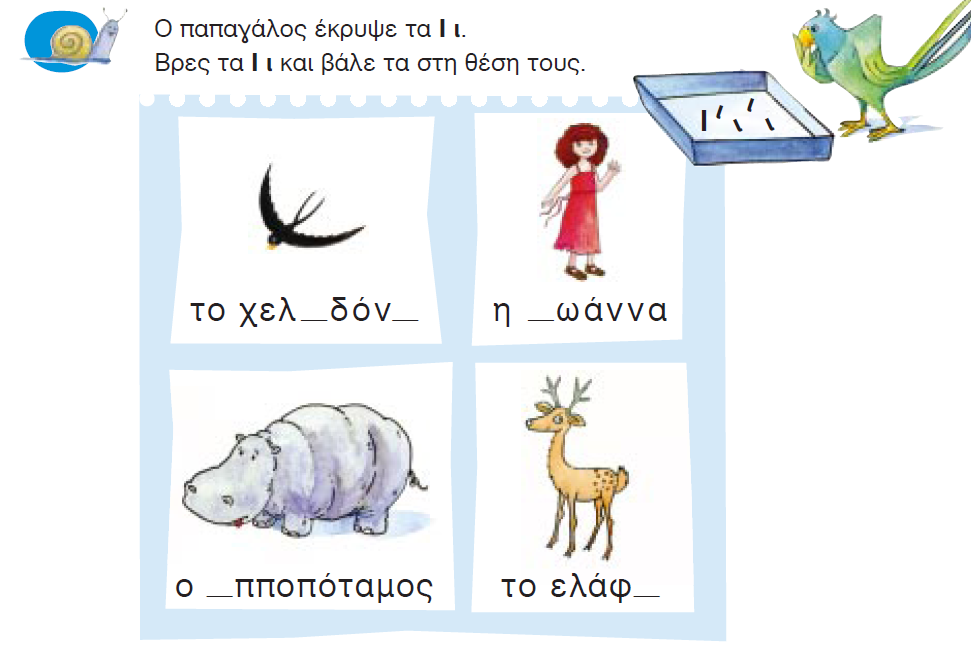 Ο παπαγάλος έκρυψε τα Ι ι.
Βρες τα Ι ι και βάλε τα στη θέση τους.
Ι ι ι ι ι
το χελ_δόν_
η _ωάννα
ο _πποπόταμος
το ελάφ_